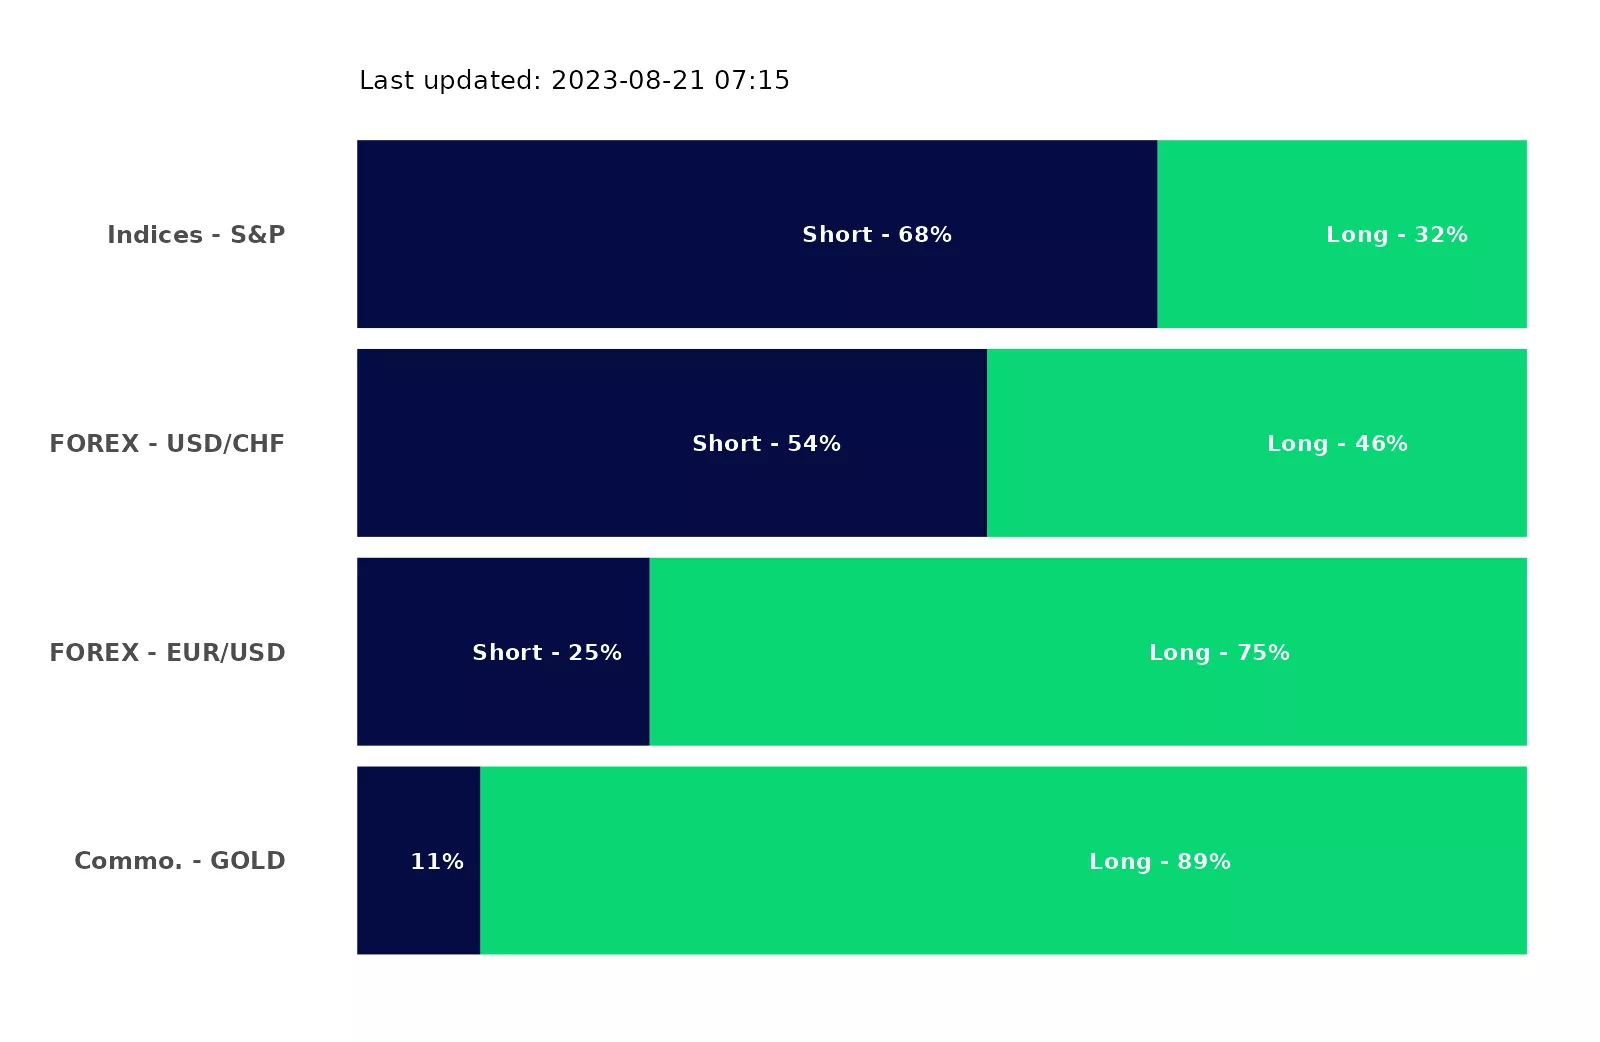 Last updated: 2023-08-21 07:15
Indices - S&P
Short - 68%
Long - 32%
FOREX - USD/CHF
Short - 54%
Long - 46%
FOREX - EUR/USD
Short - 25%
Long - 75%
Commo. - GOLD
11%
Long - 89%